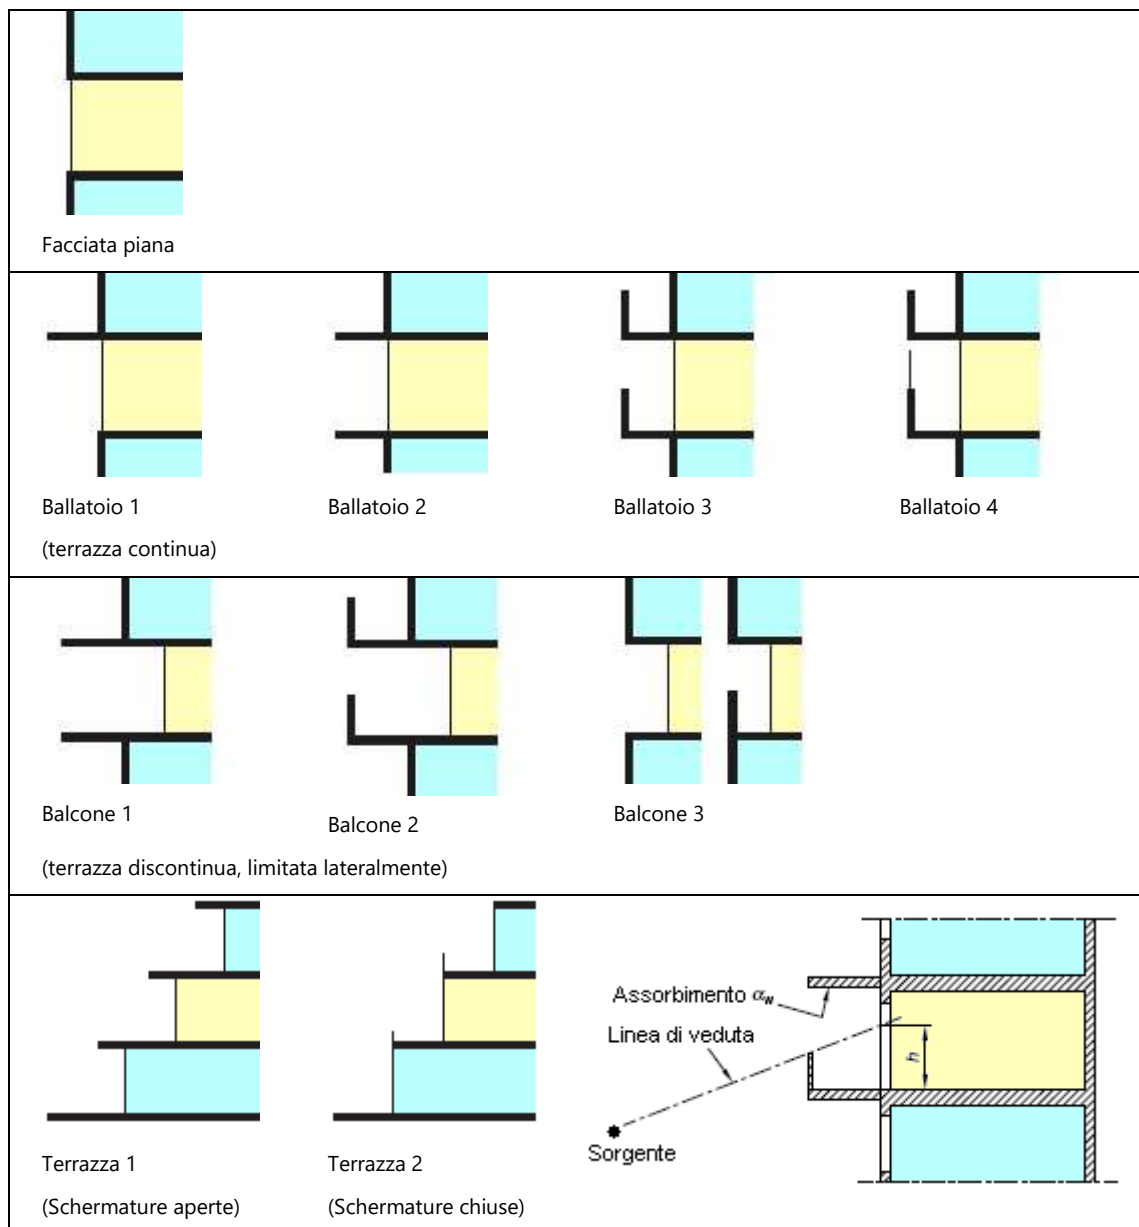 Facciata piana
Ballatoio 1
Ballatoio 2
Ballatoio 3
Ballatoio 4
(terrazza continua)
Balcone 1
Balcone 2
Balcone 3
(terrazza discontinua, limitata lateralmente)
Assorbimento αw
Linea di veduta
h
Sorgente
Terrazza 1
Terrazza 2
(Schermature aperte)
(Schermature chiuse)